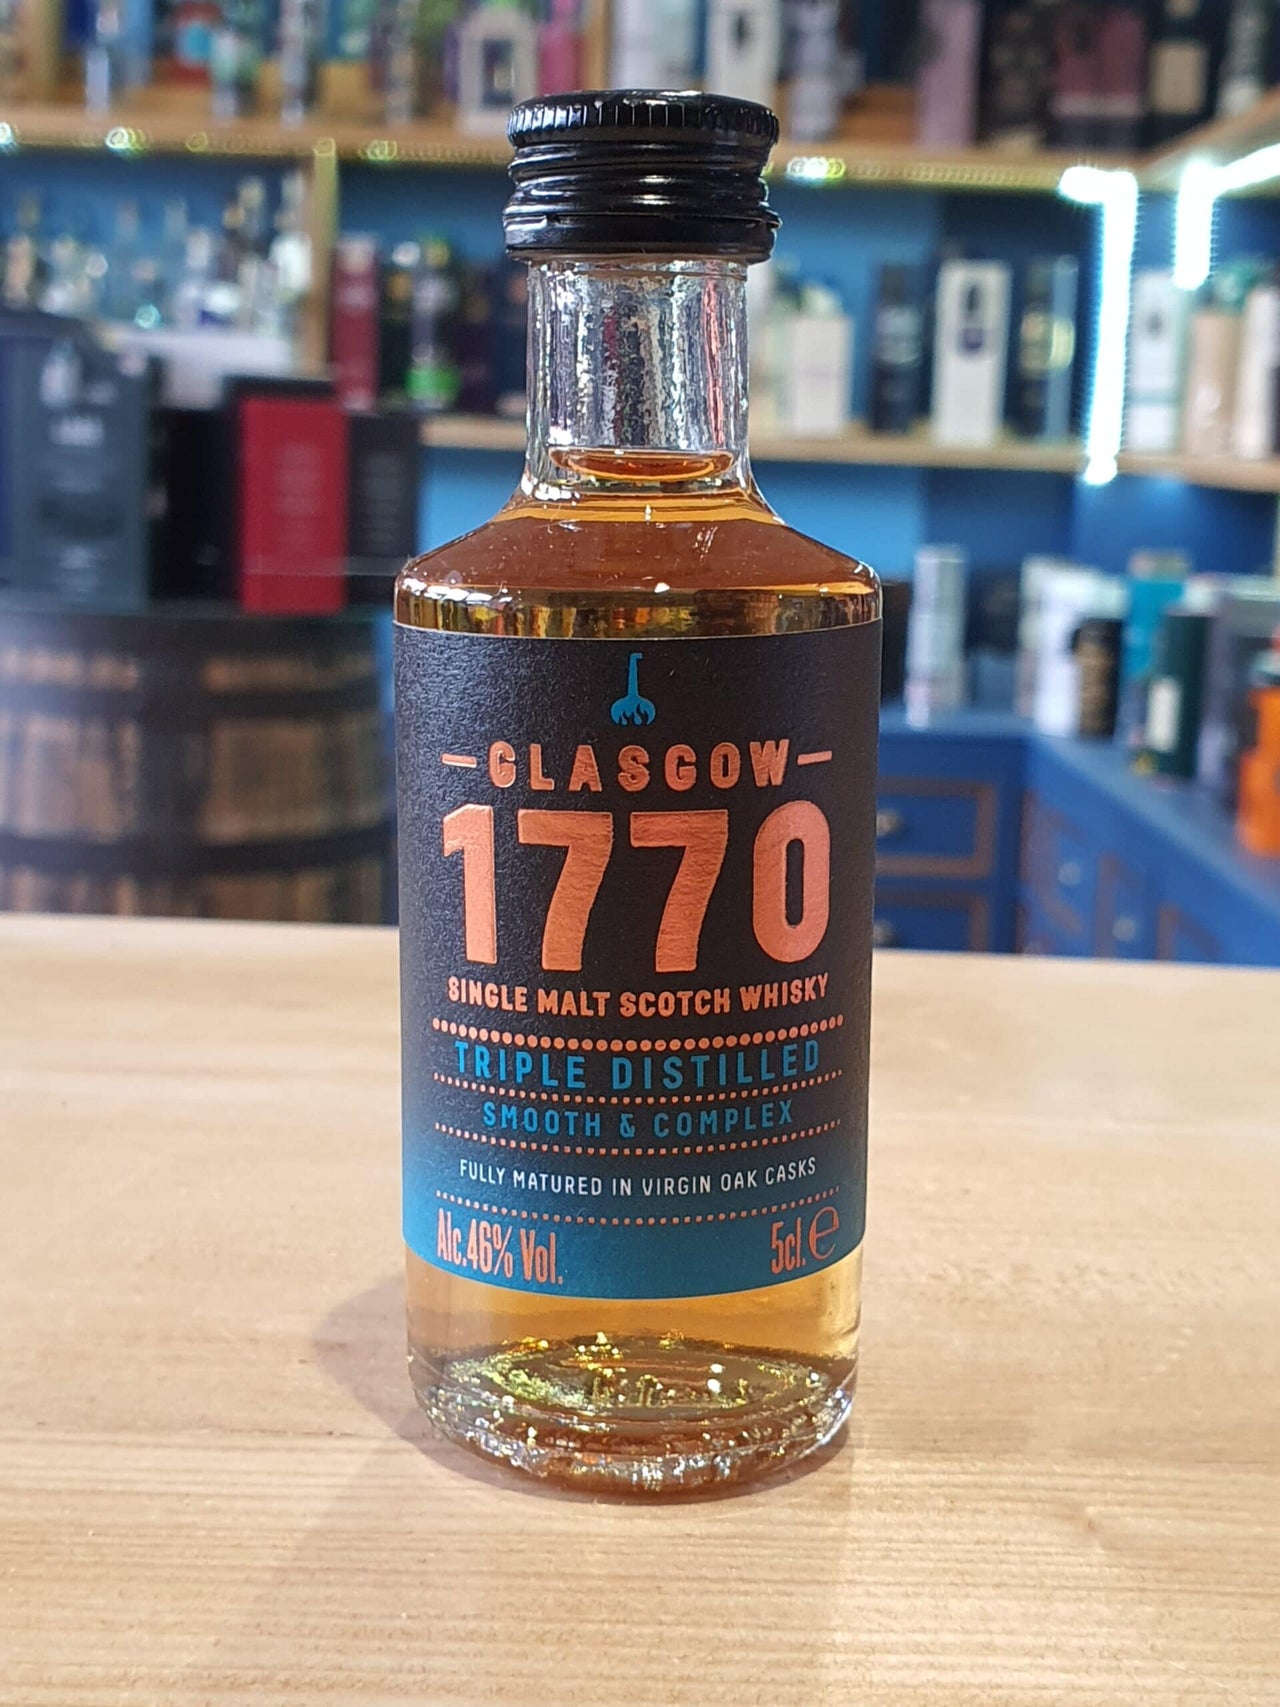 GLASGOW
1770
SINGLE MALT SCOTCH WHISKY
TRIPLE DISTILLED
SMOOTH & COMPLEX
FULLY MATURED IN VIRGIN OAK CASKS
Alc.46% Vol. 5cl. ℮